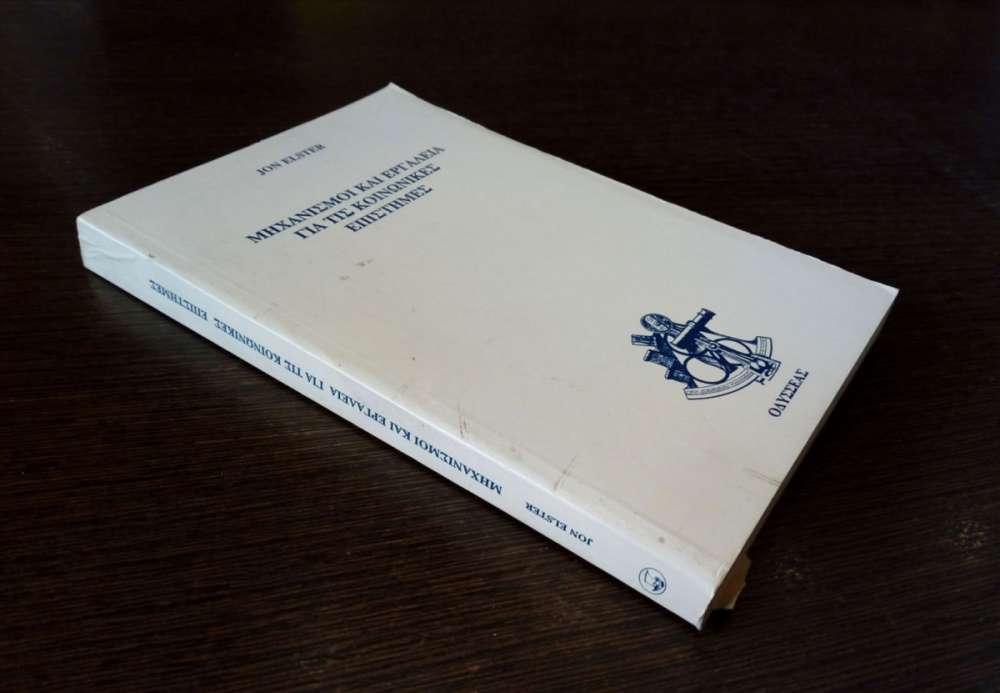 JON ELSTER
ΜΗΧΑΝΙΣΜΟΙ ΚΑΙ ΕΡΓΑΛΕΙΑ
ΓΙΑ ΤΙΣ ΚΟΙΝΩΝΙΚΕΣ
ΕΠΙΣΤΗΜΕΣ
ΟΔΥΣΣΕΑΣ
JON ELSTER ΜΗΧΑΝΙΣΜΟΙ ΚΑΙ ΕΡΓΑΛΕΙΑ ΓΙΑ ΤΙΣ ΚΟΙΝΩΝΙΚΕΣ ΕΠΙΣΤΗΜΕΣ